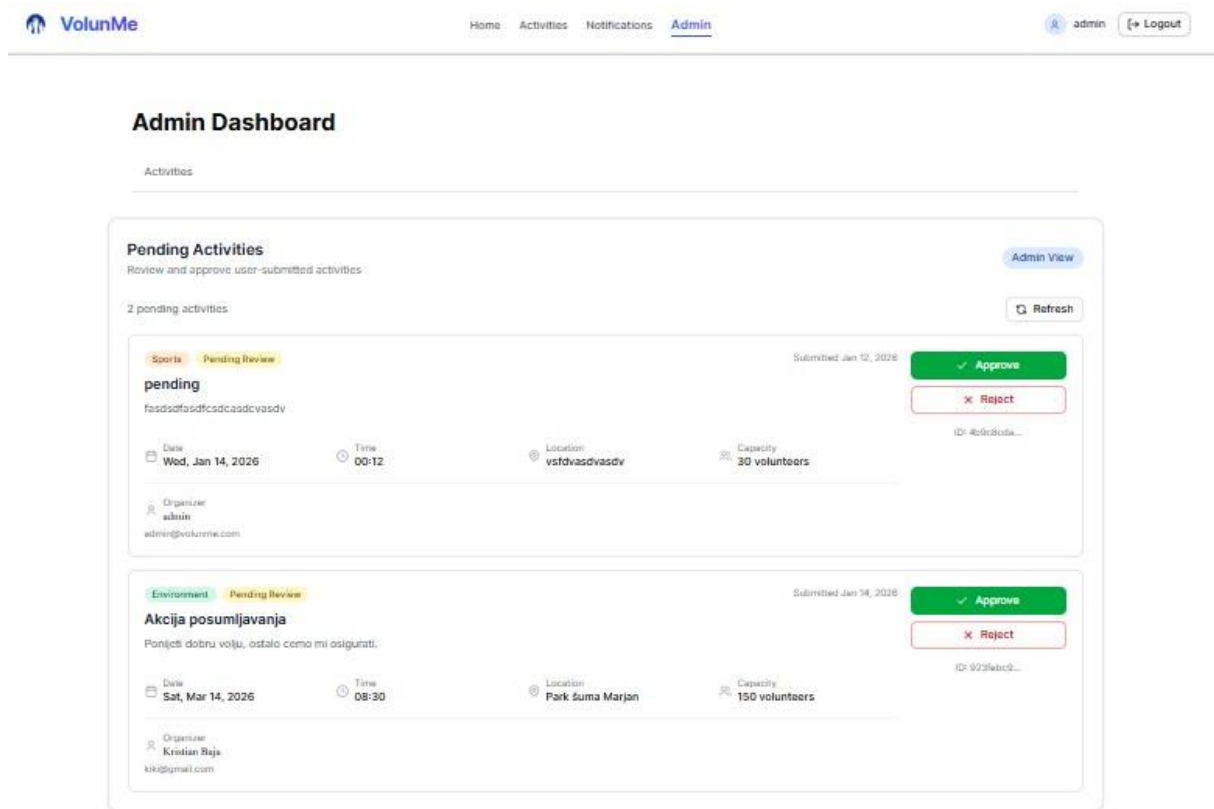 VolunMe
Home Activities Notifications Admin
admin Logout
Admin Dashboard
Activities
Pending Activities
Review and approve user-submitted activities
Admin View
2 pending activities
Refresh
Sports Pending Review
Submitted Jan 12, 2026
Approve
pending
Reject
fasdsdfasdfcsdcasdcvasdv
ID: 4b9c8cda...
Date Time Location Capacity
Wed, Jan 14, 2026 00:12 vsfdvasdvasdv 30 volunteers
Organizer
admin
admin@volunme.com
Environment Pending Review
Submitted Jan 14, 2026
Approve
Akcija posumljavanja
Reject
Ponijeti dobru volju, ostalo cemo mi osigurati.
Date Time Location Capacity
Sat, Mar 14, 2026 08:30 Park šuma Marjan 150 volunteers
Organizer
Kristian Baja
kiki@gmail.com